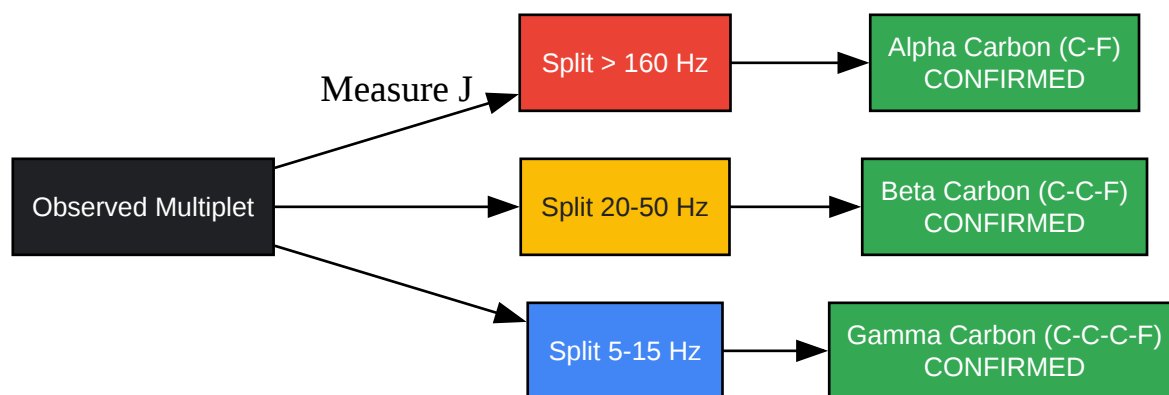 Measure J
Split > 160 Hz
Alpha Carbon (C-F)
CONFIRMED
Observed Multiplet
Split 20-50 Hz
Beta Carbon (C-C-F)
CONFIRMED
Split 5-15 Hz
Gamma Carbon (C-C-C-F)
CONFIRMED